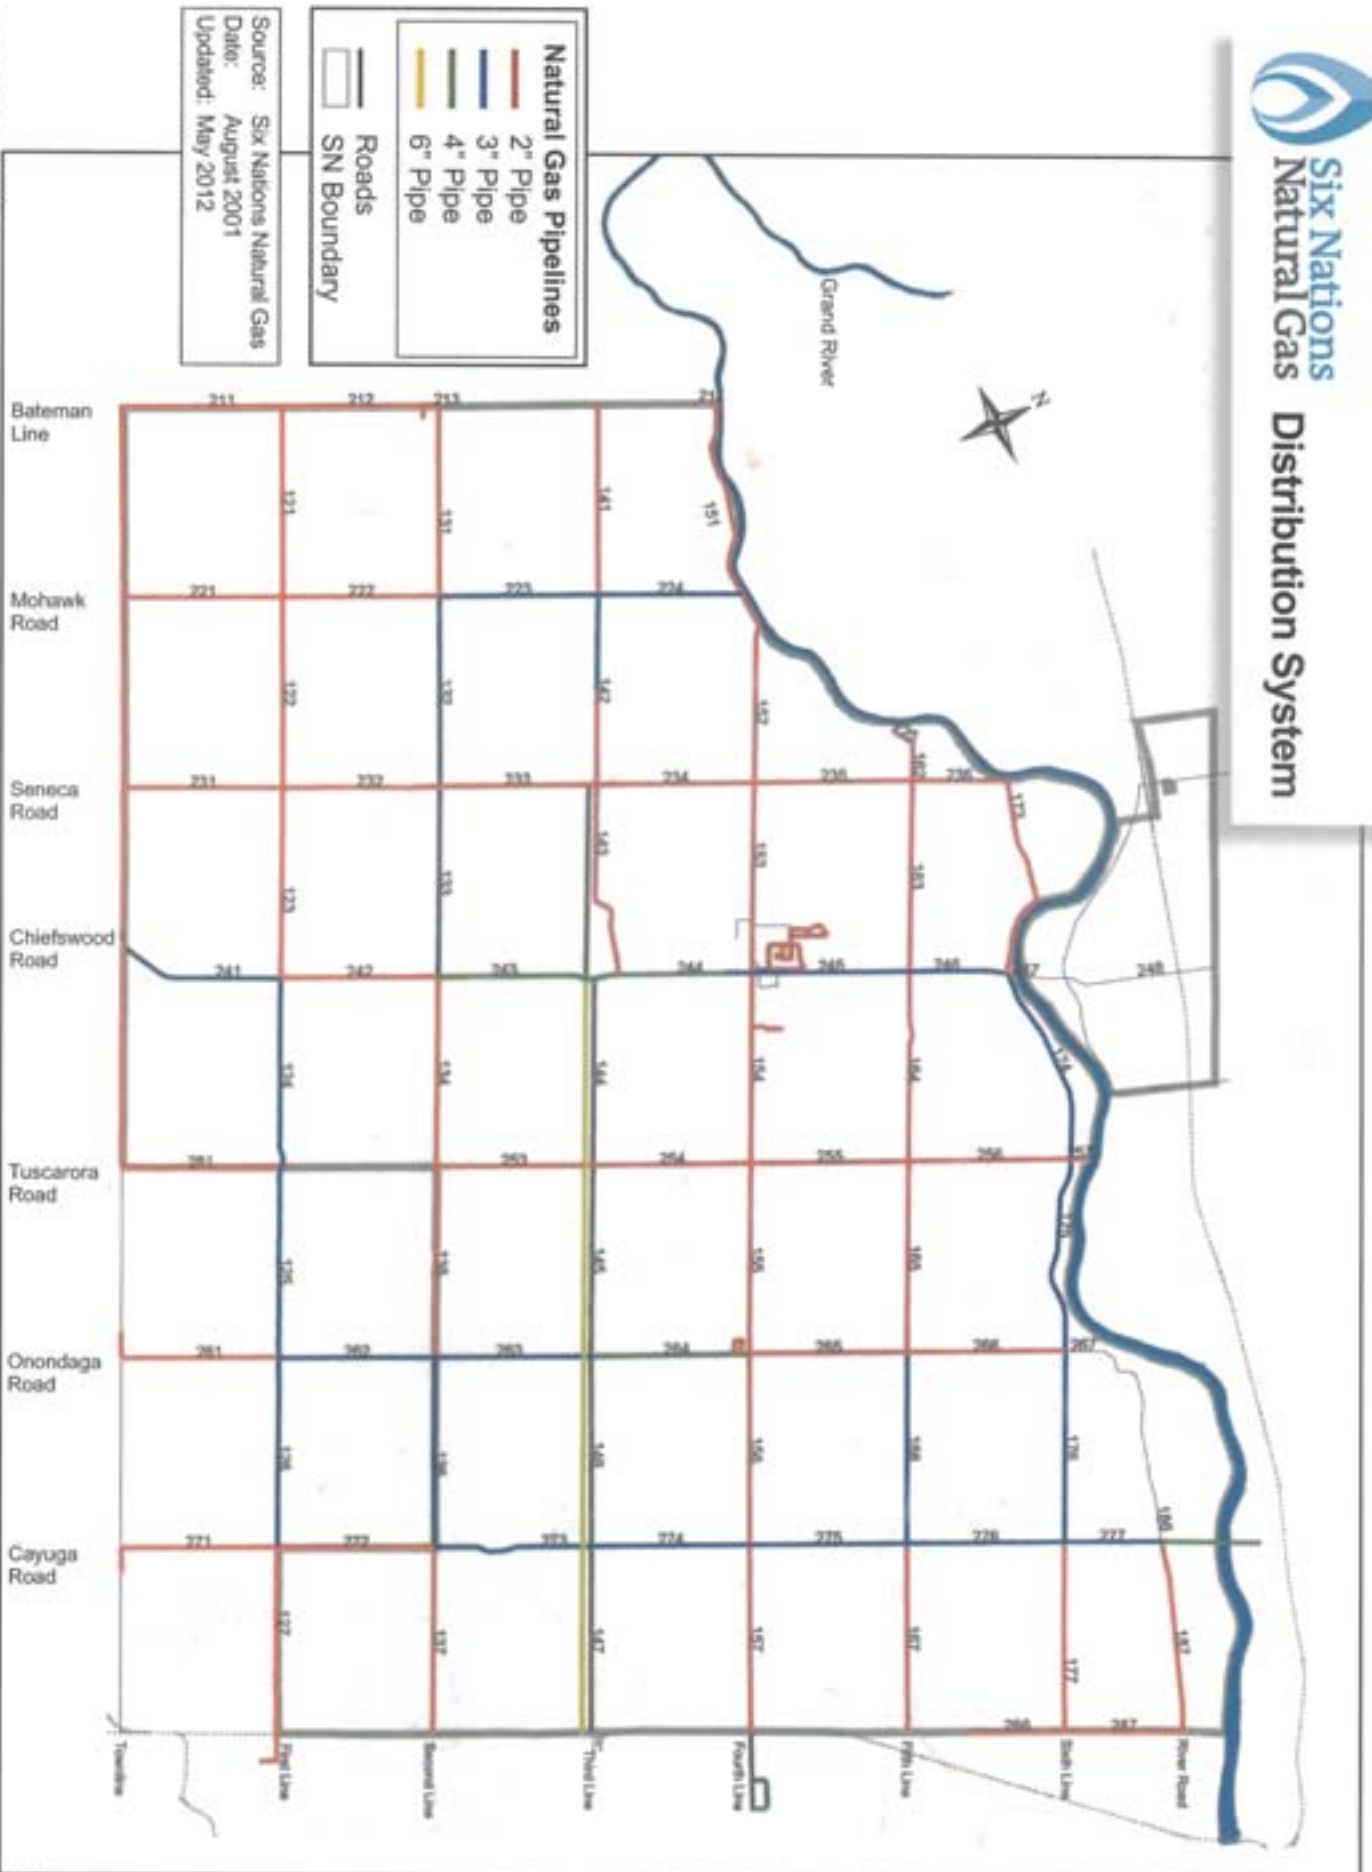 Six Nations
Natural Gas Distribution System
N
Grand River
Natural Gas Pipelines
2" Pipe
3" Pipe
4" Pipe
6" Pipe
Roads
SN Boundary
Source: Six Nations Natural Gas
Date: August 2001
Updated: May 2012
Bateman
Line
Mohawk
Road
Seneca
Road
Chiefswood
Road
Tuscarora
Road
Onondaga
Road
Cayuga
Road
Townline
First Line
Second Line
Third Line
Fourth Line
Fifth Line
Sixth Line
River Road
211
212
213
121
131
141
151
221
222
223
224
122
132
142
152
162
231
232
233
234
235
236
123
133
143
153
163
173
241
242
243
244
245
246
248
124
134
144
154
164
174
253
254
255
256
125
145
155
165
175
261
262
263
264
265
266
267
126
136
146
156
166
176
186
271
272
273
274
275
276
277
127
137
147
157
167
177
187
287